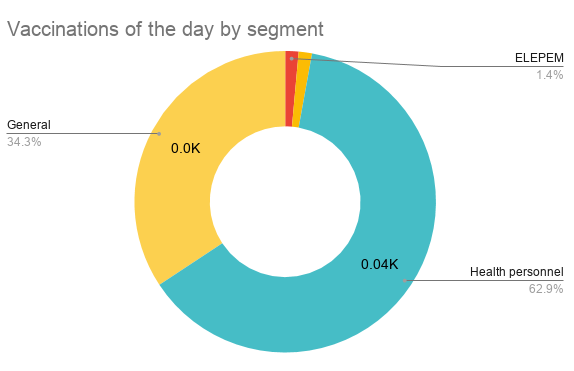 Vaccinations of the day by segment
ELEPEM
1.4%
General
34.3%
0.0K
0.04K
Health personnel
62.9%